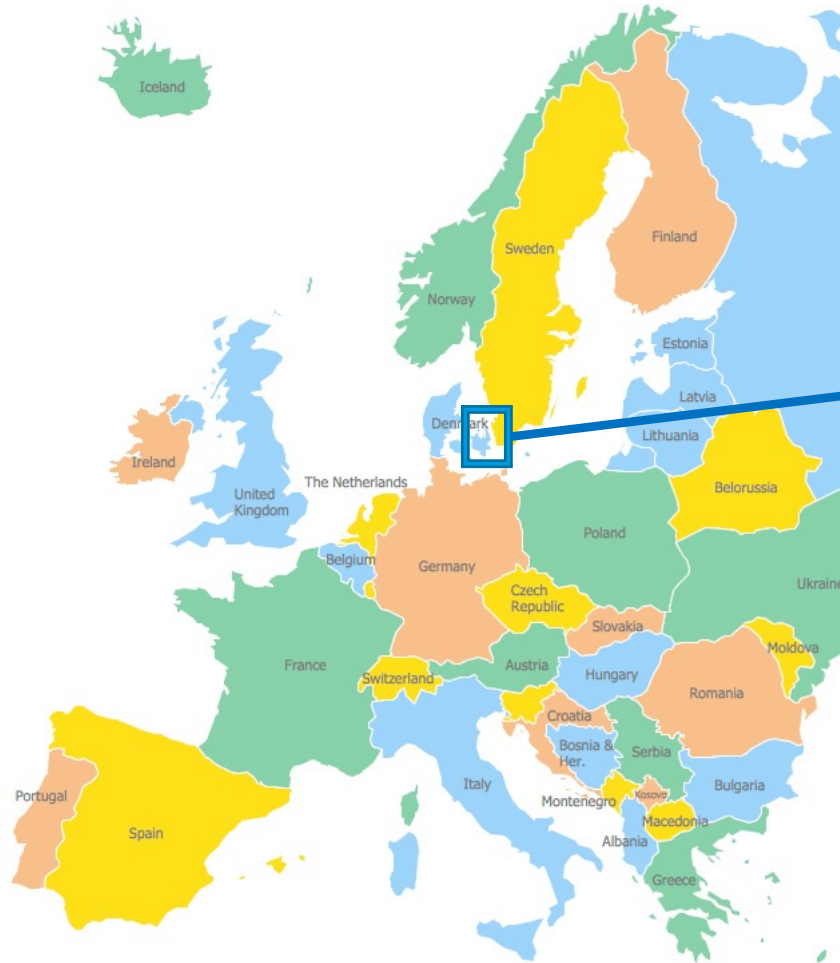 Iceland
Sweden
Finland
Norway
Estonia
Latvia
Denmark
Lithuania
Ireland
The Netherlands
Belorussia
United
Kingdom
Poland
Belgium
Germany
Ukraine
Czech
Republic
Slovakia
Moldova
France
Austria
Switzerland
Hungary
Romania
Croatia
Bosnia &
Her.
Serbia
Italy
Bulgaria
Portugal
Kosovo
Montenegro
Macedonia
Spain
Albania
Greece